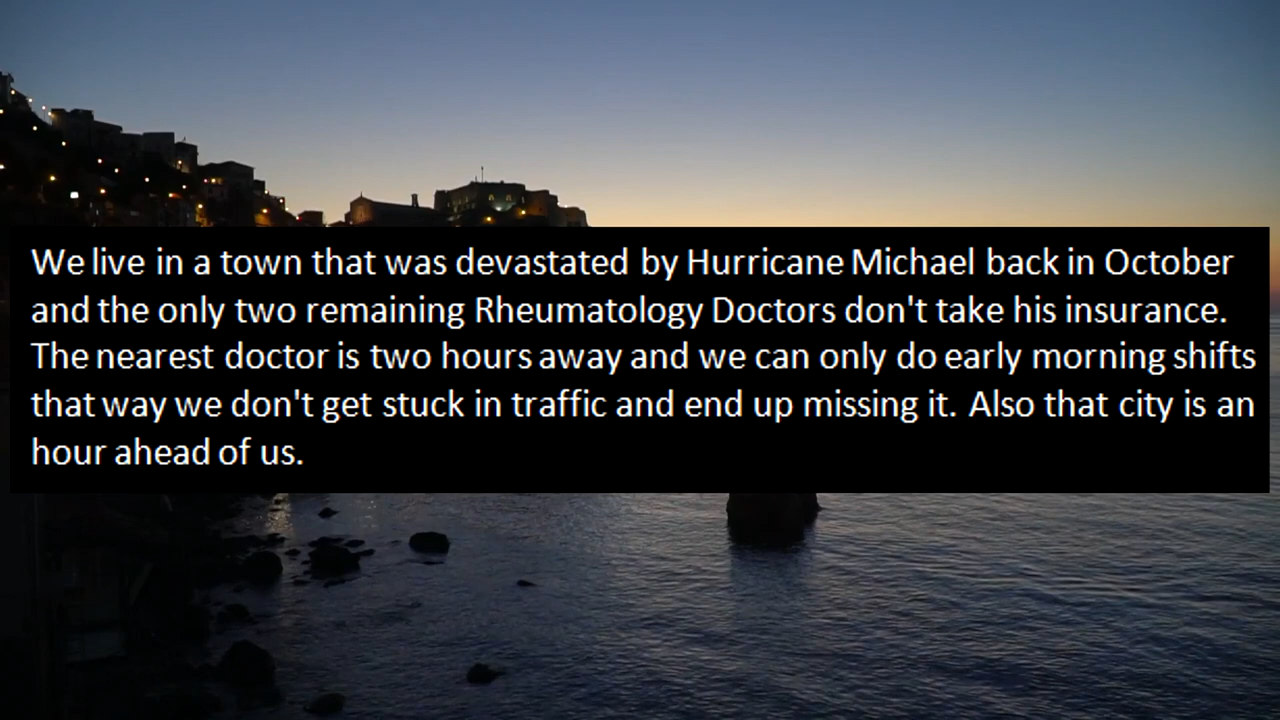 We live in a town that was devastated by Hurricane Michael back in October
and the only two remaining Rheumatology Doctors don't take his insurance.
The nearest doctor is two hours away and we can only do early morning shifts
that way we don't get stuck in traffic and end up missing it. Also that city is an
hour ahead of us.